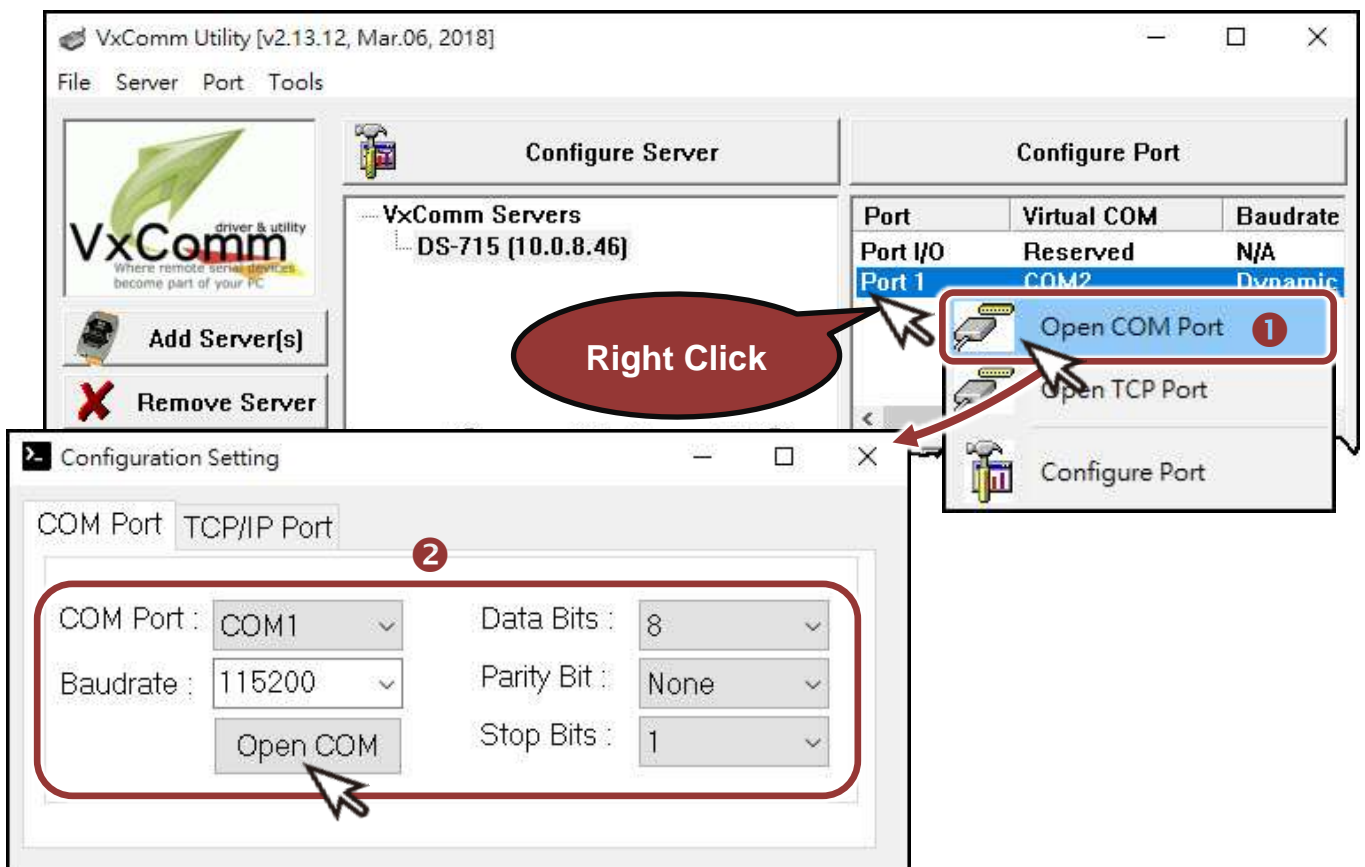 VxComm Utility [v2.13.12, Mar.06, 2018]
File Server Port Tools
VxComm
driver & utility
Where remote serial devices
become part of your PC
Add Server(s)
Remove Server
Configure Server
VxComm Servers
DS-715 (10.0.8.46)
Configure Port
Port Virtual COM Baudrate
Port I/O Reserved N/A
Port 1 COM2 Dynamic
Right Click
Open COM Port 1
Open TCP Port
Configure Port
Configuration Setting
COM Port TCP/IP Port
2
COM Port : COM1 Data Bits : 8
Baudrate : 115200 Parity Bit : None
Open COM Stop Bits : 1